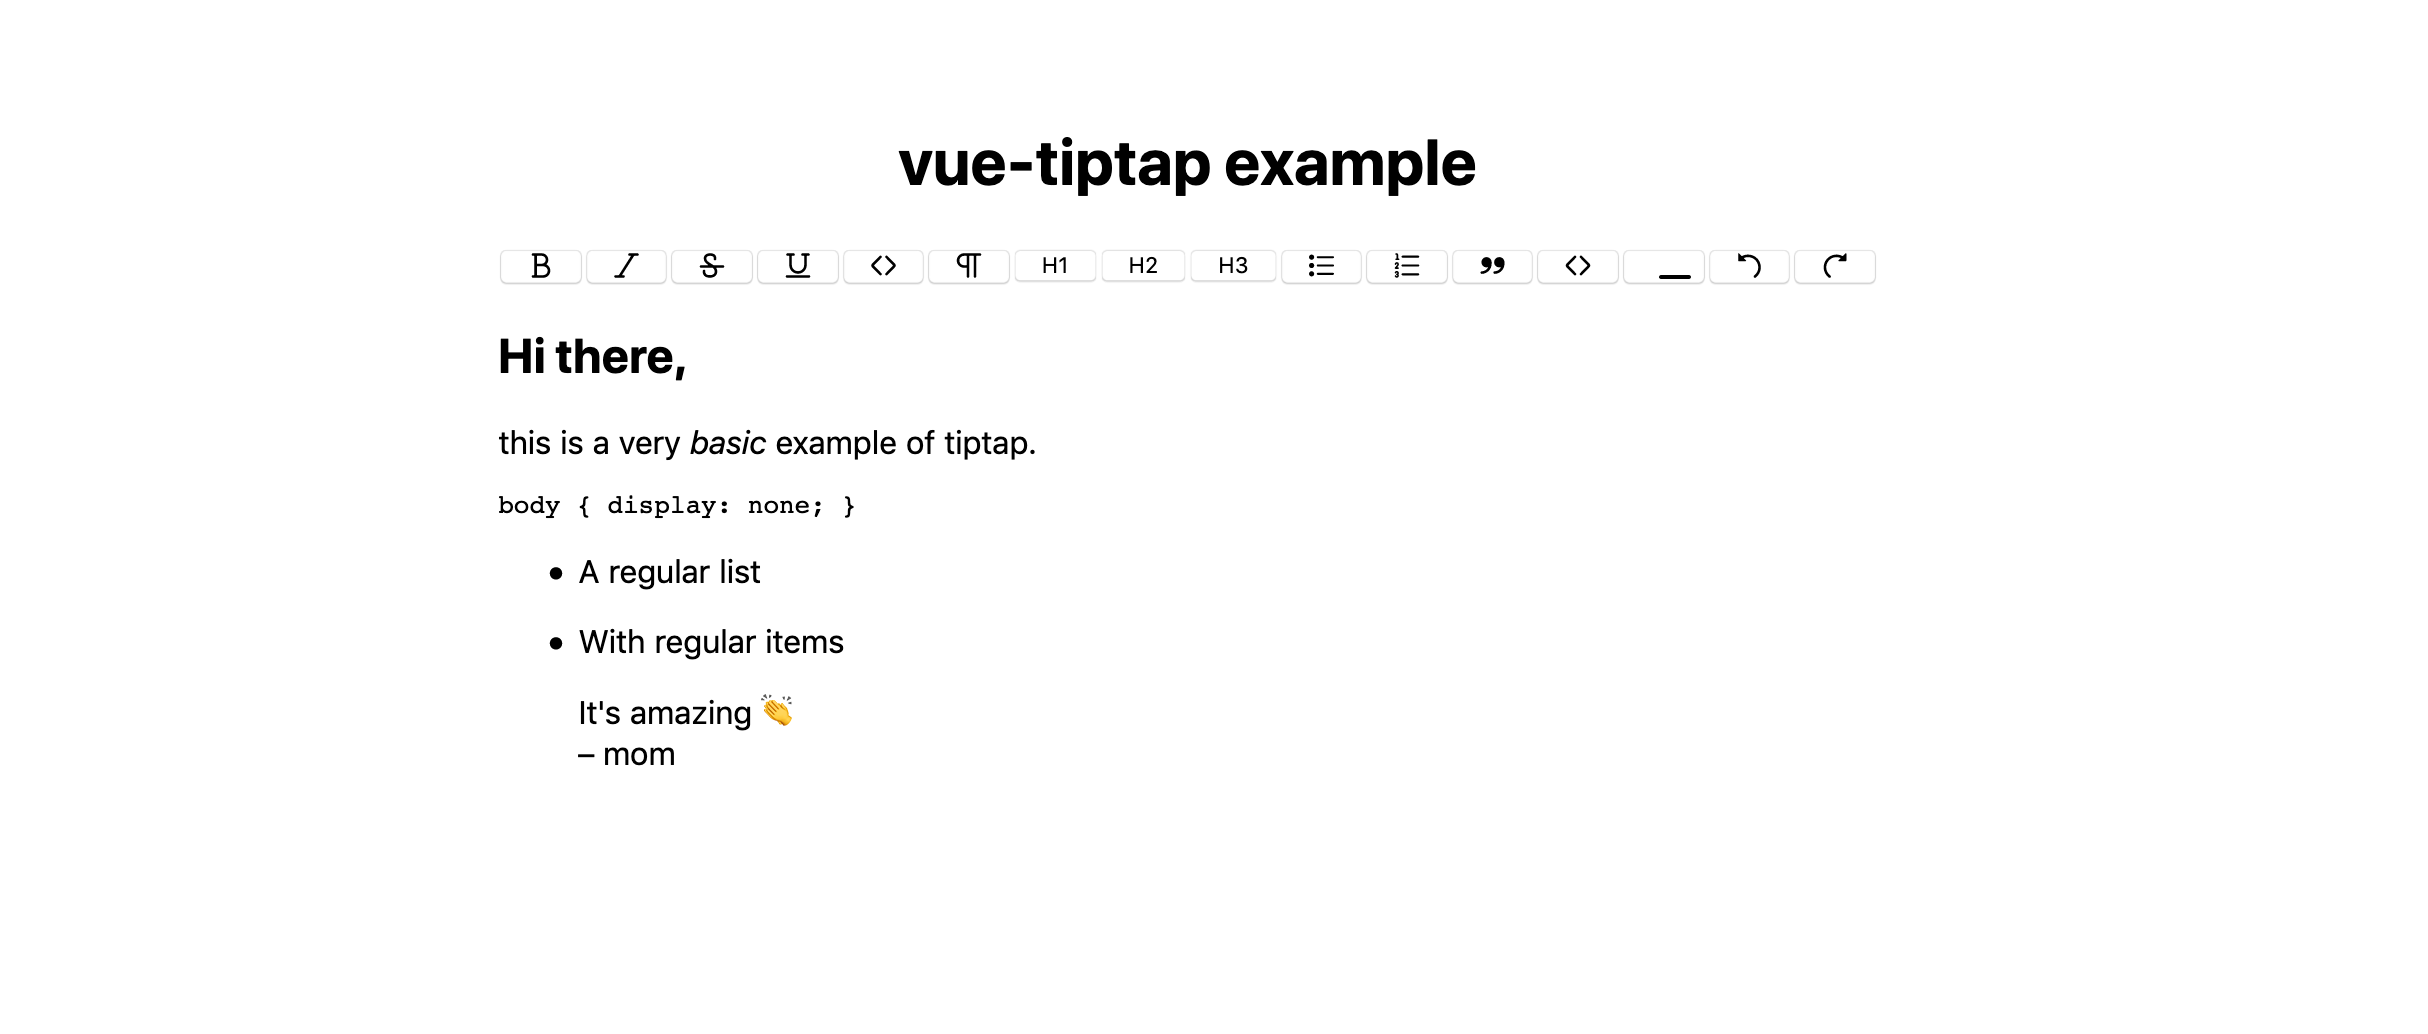 vue-tiptap example
B I S U <> ¶ H1 H2 H3 <>
Hi there,
this is a very basic example of tiptap.
body { display: none; }
• A regular list
• With regular items
It's amazing 👏
– mom